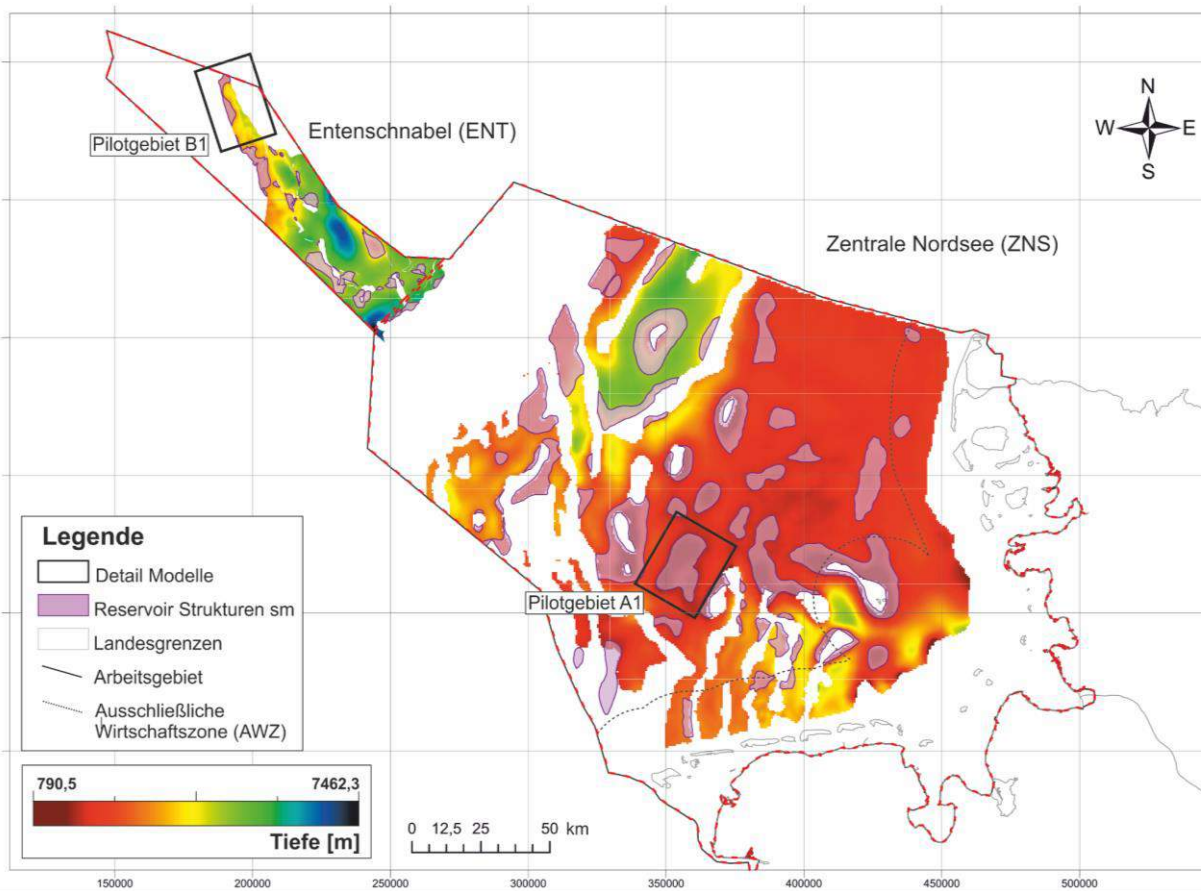 N
W E
S
Entenschnabel (ENT)
Pilotgebiet B1
Zentrale Nordsee (ZNS)
Pilotgebiet A1
Legende
Detail Modelle
Reservoir Strukturen sm
Landesgrenzen
Arbeitsgebiet
Ausschließliche
Wirtschaftszone (AWZ)
790,5 7462,3
Tiefe [m]
0 12,5 25 50 km
150000 200000 250000 300000 350000 400000 450000 500000